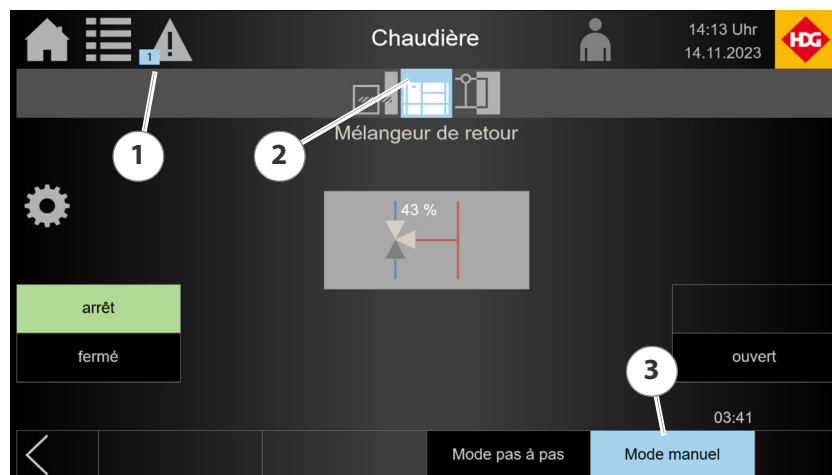 Chaudière
14:13 Uhr
14.11.2023
HDG
1
1
2
Mélangeur de retour
43 %
arrêt
fermé
ouvert
3
03:41
Mode pas à pas
Mode manuel